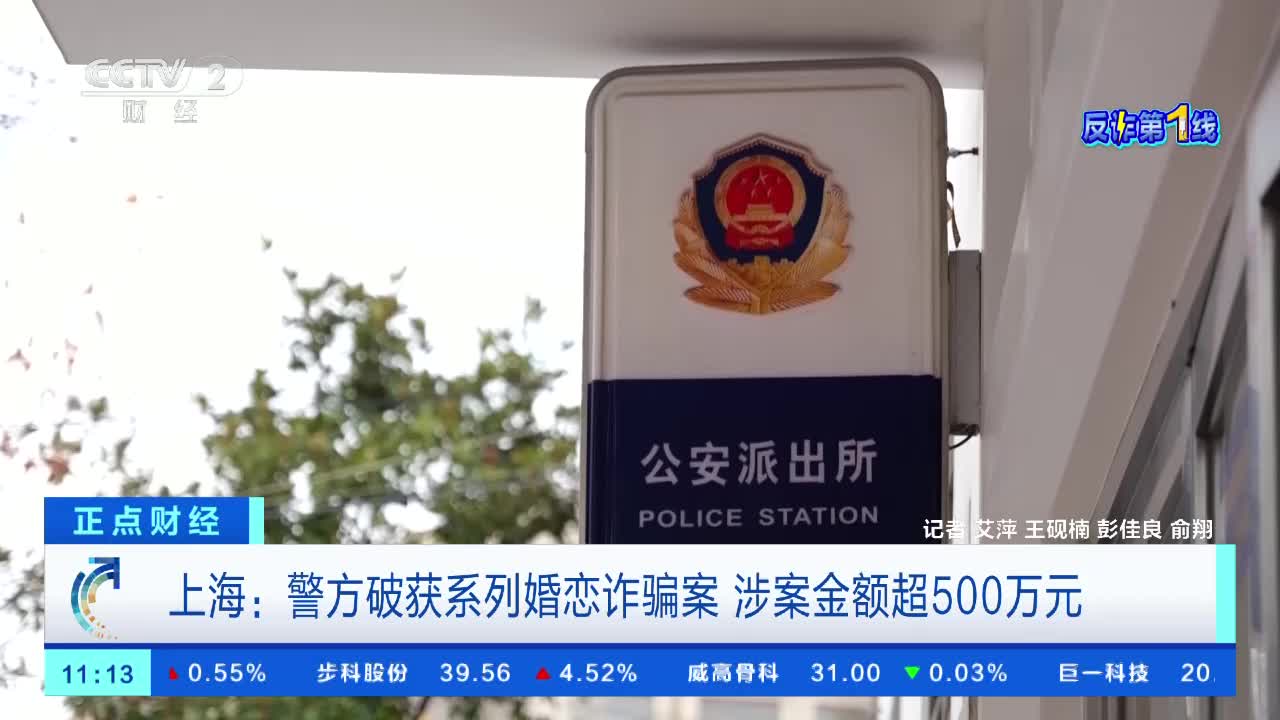 CCTV 2
财 经
反诈第1线
公安派出所
POLICE STATION
正点财经
记者 艾萍 王砚楠 彭佳良 俞翔
上海：警方破获系列婚恋诈骗案 涉案金额超500万元
11:13 ▲ 0.55% 步科股份 39.56 ▲ 4.52% 威高骨科 31.00 ▼ 0.03% 巨一科技 20.